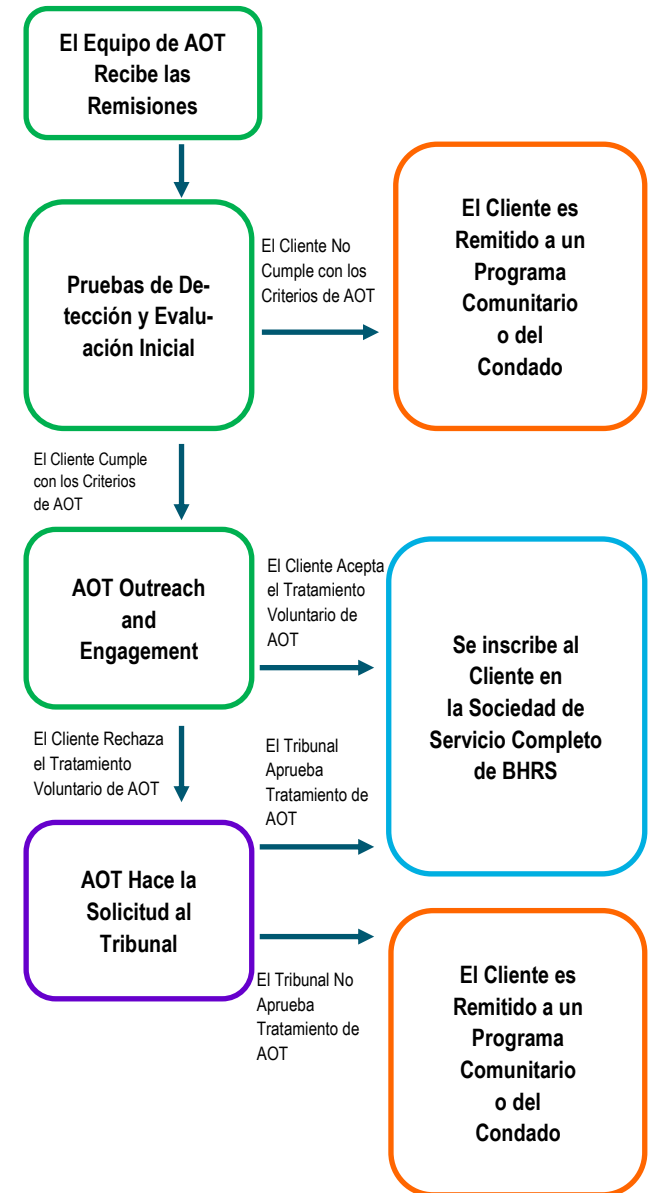 El Equipo de AOT
Recibe las
Remisiones
Pruebas de De-
tección y Evalu-
ación Inicial
El Cliente No
Cumple con los
Criterios de AOT
El Cliente es
Remitido a un
Programa
Comunitario
o del
Condado
El Cliente Cumple
con los Criterios
de AOT
AOT Outreach
and
Engagement
El Cliente Acepta
el Tratamiento
Voluntario de
AOT
Se inscribe al
Cliente en
la Sociedad de
Servicio Completo
de BHRS
El Cliente Rechaza
el Tratamiento
Voluntario de AOT
El Tribunal
Aprueba
Tratamiento de
AOT
AOT Hace la
Solicitud al
Tribunal
El Tribunal No
Aprueba
Tratamiento de
AOT
El Cliente es
Remitido a un
Programa
Comunitario
o del
Condado